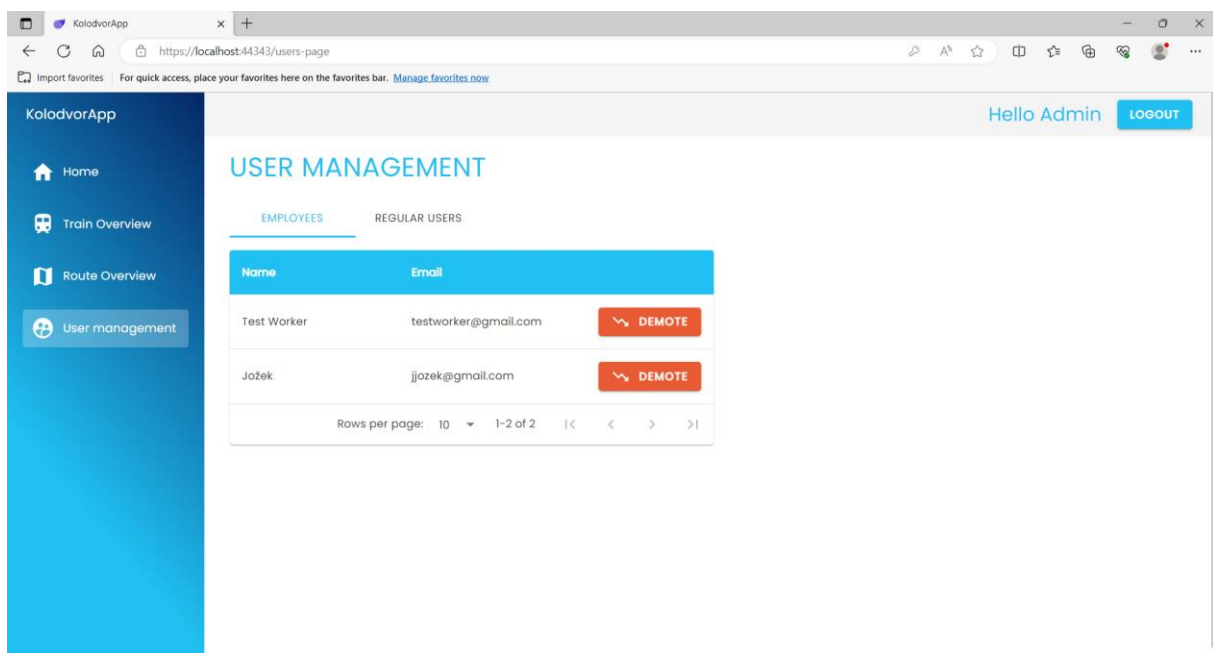 KolodvorApp
https://localhost:44343/users-page
Import favorites For quick access, place your favorites here on the favorites bar. Manage favorites now
KolodvorApp
Hello Admin LOGOUT
Home
Train Overview
Route Overview
User management
USER MANAGEMENT
EMPLOYEES REGULAR USERS
Name Email
Test Worker testworker@gmail.com DEMOTE
Jožek jjozek@gmail.com DEMOTE
Rows per page: 10 1-2 of 2